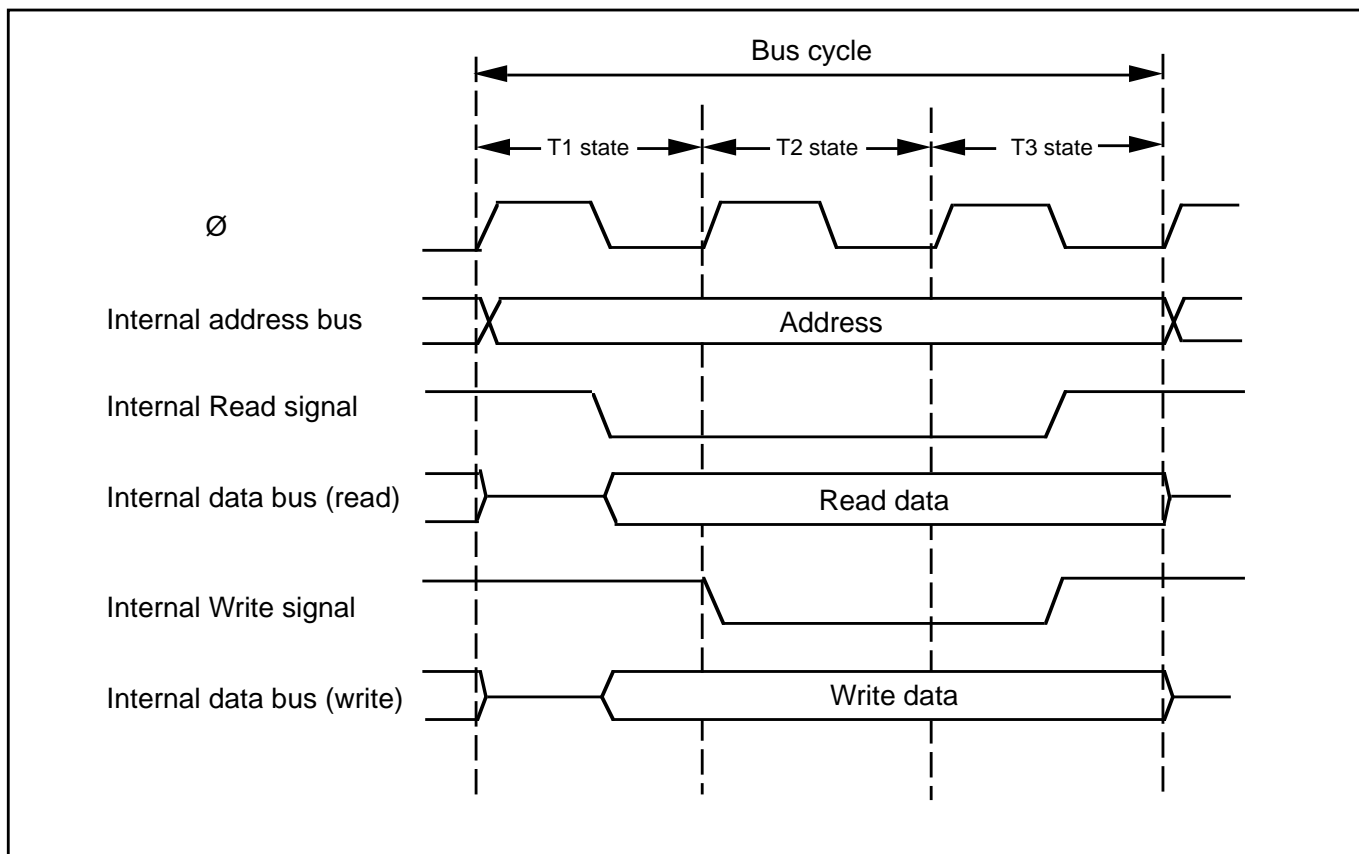 Bus cycle
T1 state
T2 state
T3 state
Ø
Internal address bus
Address
Internal Read signal
Internal data bus (read)
Read data
Internal Write signal
Internal data bus (write)
Write data